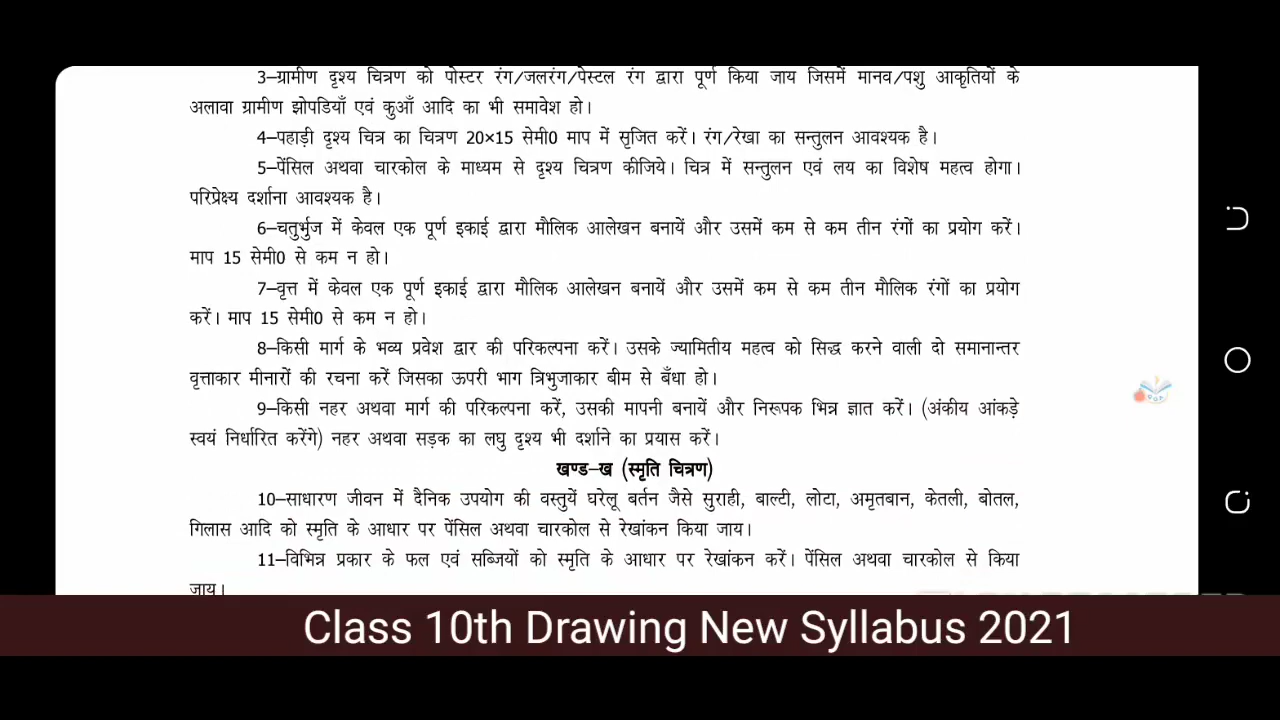 3–ग्रामीण दृश्य चित्रण को पोस्टर रंग/जलरंग/पेस्टल रंग द्वारा पूर्ण किया जाय जिसमें मानव/पशु आकृतियों के
अलावा ग्रामीण झोपडियाँ एवं कुआँ आदि का भी समावेश हो।
4–पहाड़ी दृश्य चित्र का चित्रण 20×15 सेमी0 माप में सृजित करें। रंग/रेखा का सन्तुलन आवश्यक है।
5–पेंसिल अथवा चारकोल के माध्यम से दृश्य चित्रण कीजिये। चित्र में सन्तुलन एवं लय का विशेष महत्व होगा।
परिप्रेक्ष्य दर्शाना आवश्यक है।
6–चतुर्भुज में केवल एक पूर्ण इकाई द्वारा मौलिक आलेखन बनायें और उसमें कम से कम तीन रंगों का प्रयोग करें।
माप 15 सेमी0 से कम न हो।
7–वृत्त में केवल एक पूर्ण इकाई द्वारा मौलिक आलेखन बनायें और उसमें कम से कम तीन मौलिक रंगों का प्रयोग
करें। माप 15 सेमी0 से कम न हो।
8–किसी मार्ग के भव्य प्रवेश द्वार की परिकल्पना करें। उसके ज्यामितीय महत्व को सिद्ध करने वाली दो समानान्तर
वृत्ताकार मीनारों की रचना करें जिसका ऊपरी भाग त्रिभुजाकार बीम से बँधा हो।
9–किसी नहर अथवा मार्ग की परिकल्पना करें, उसकी मापनी बनायें और निरूपक भिन्न ज्ञात करें। (अंकीय आंकड़े
स्वयं निर्धारित करेंगे) नहर अथवा सड़क का लघु दृश्य भी दर्शाने का प्रयास करें।
खण्ड–ख (स्मृति चित्रण)
10–साधारण जीवन में दैनिक उपयोग की वस्तुयें घरेलू बर्तन जैसे सुराही, बाल्टी, लोटा, अमृतबान, केतली, बोतल,
गिलास आदि को स्मृति के आधार पर पेंसिल अथवा चारकोल से रेखांकन किया जाय।
11–विभिन्न प्रकार के फल एवं सब्जियों को स्मृति के आधार पर रेखांकन करें। पेंसिल अथवा चारकोल से किया
जाय।
Class 10th Drawing New Syllabus 2021